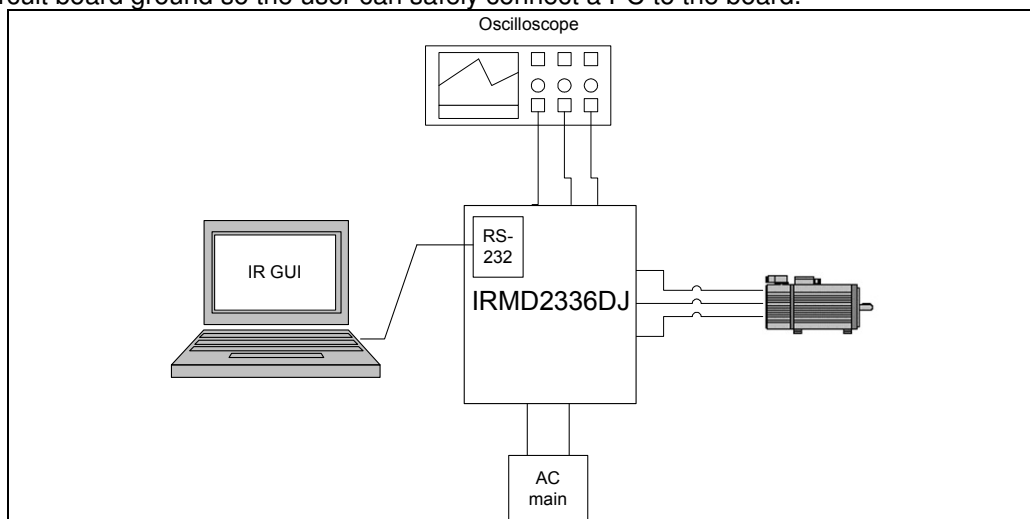 rcuit board ground so the user can safely connect a PC to the board.
Oscilloscope
RS-
232
IR GUI
IRMD2336DJ
AC
main